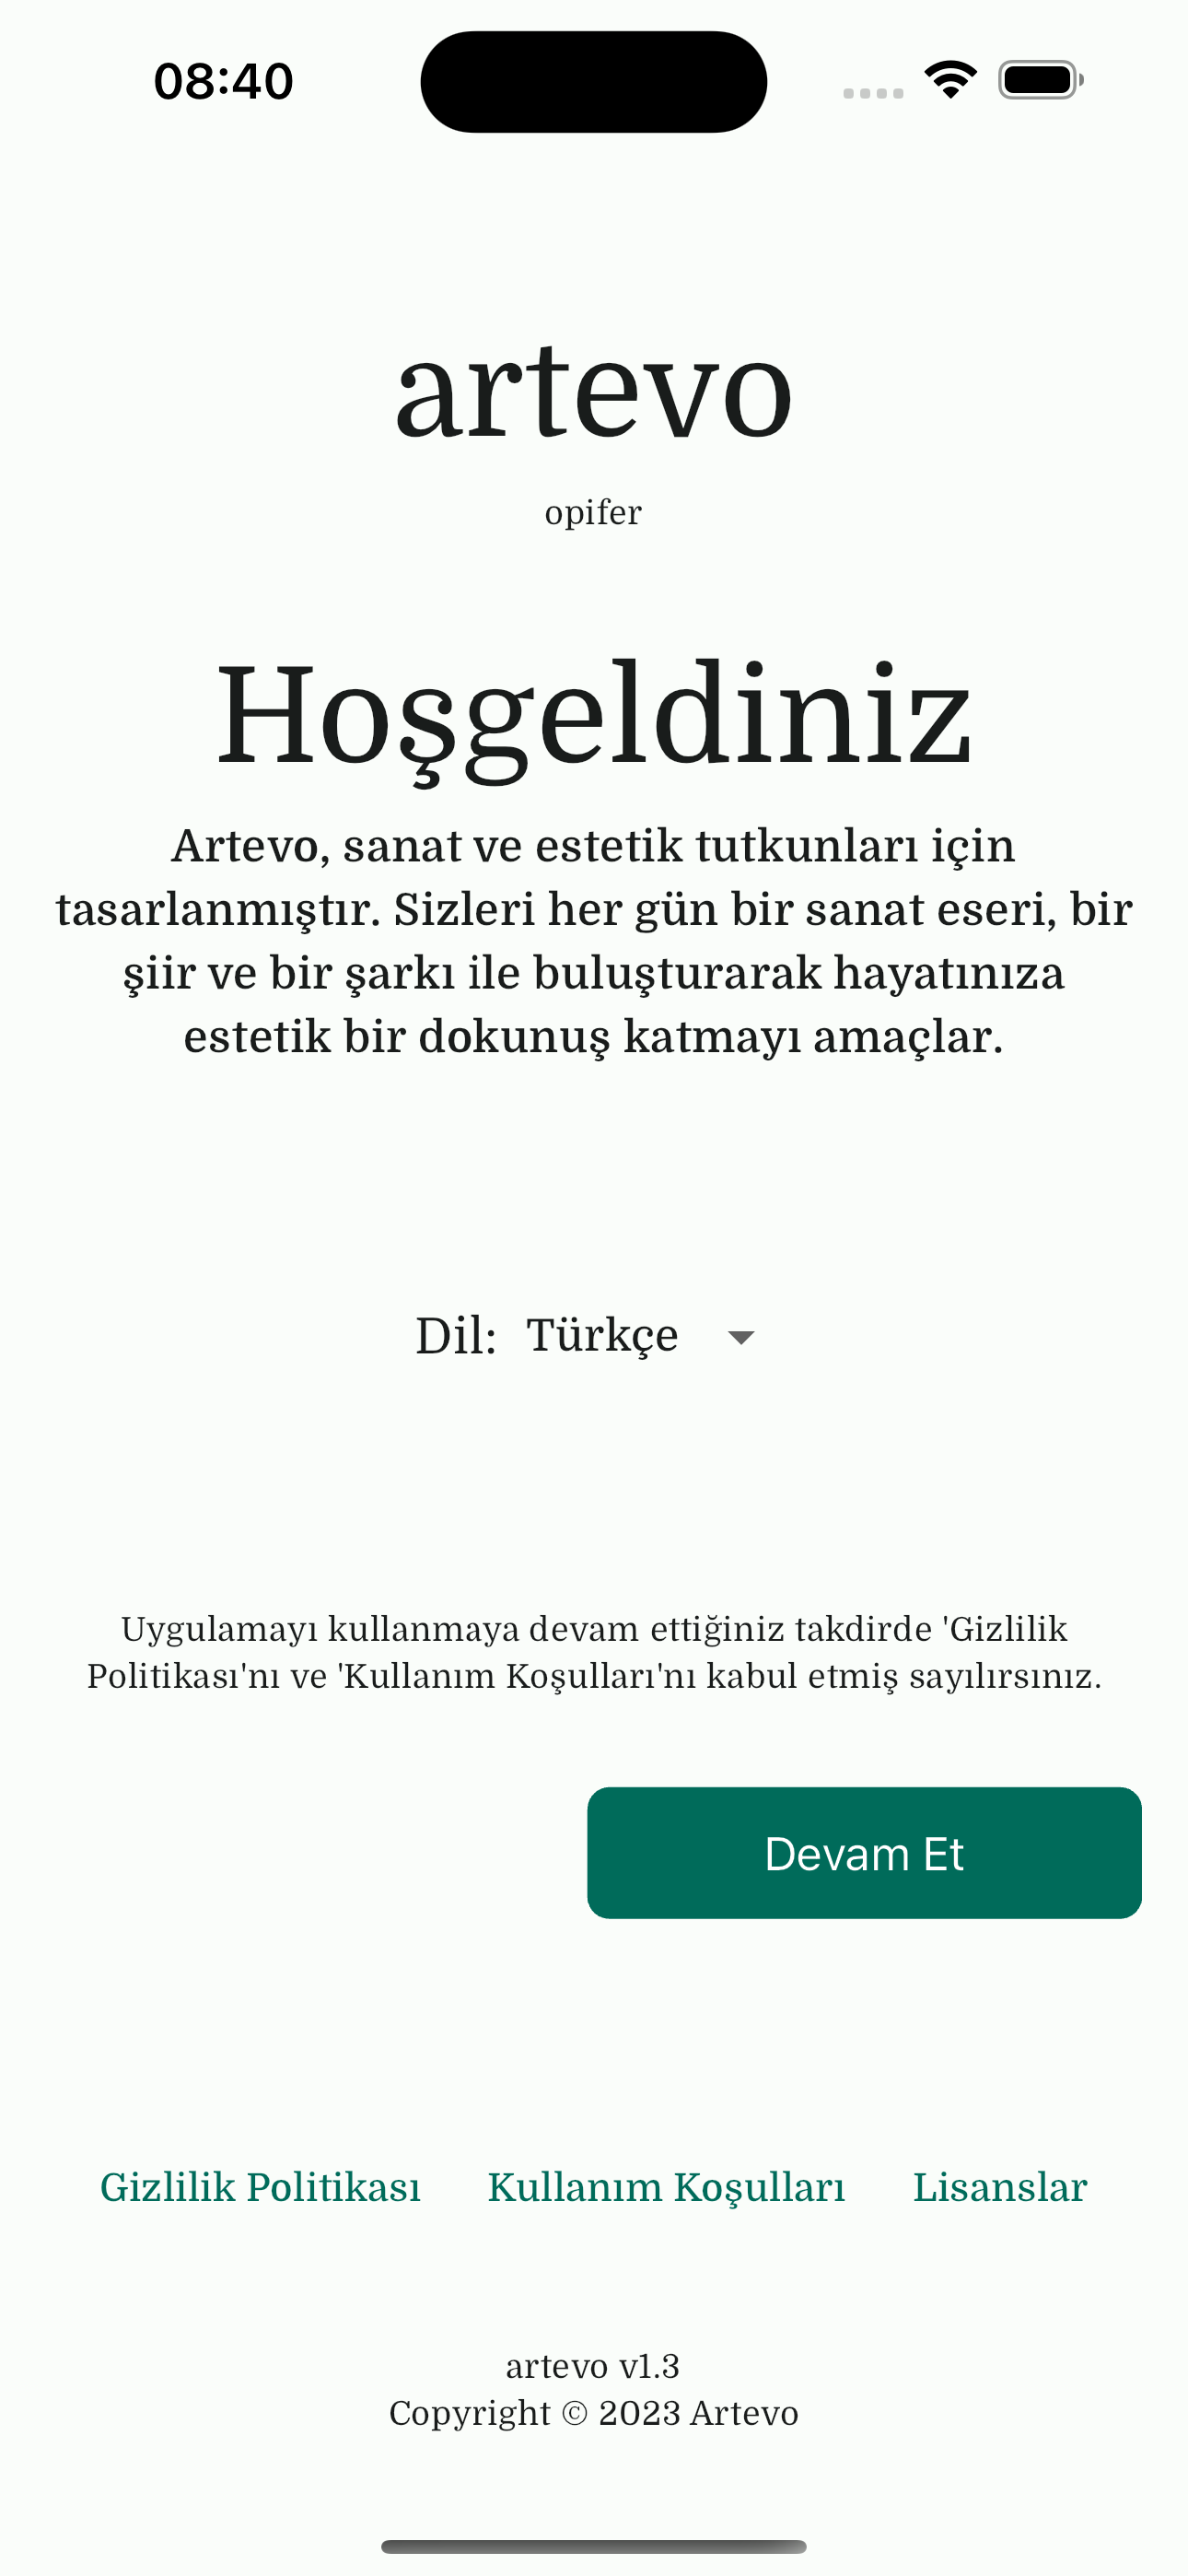 08:40
artevo
opifer
Hoşgeldiniz
Artevo, sanat ve estetik tutkunları için
tasarlanmıştır. Sizleri her gün bir sanat eseri, bir
şiir ve bir şarkı ile buluşturarak hayatınıza
estetik bir dokunuş katmayı amaçlar.
Dil: Türkçe
Uygulamayı kullanmaya devam ettiğiniz takdirde 'Gizlilik
Politikası'nı ve 'Kullanım Koşulları'nı kabul etmiş sayılırsınız.
Devam Et
Gizlilik Politikası Kullanım Koşulları Lisanslar
artevo v1.3
Copyright © 2023 Artevo